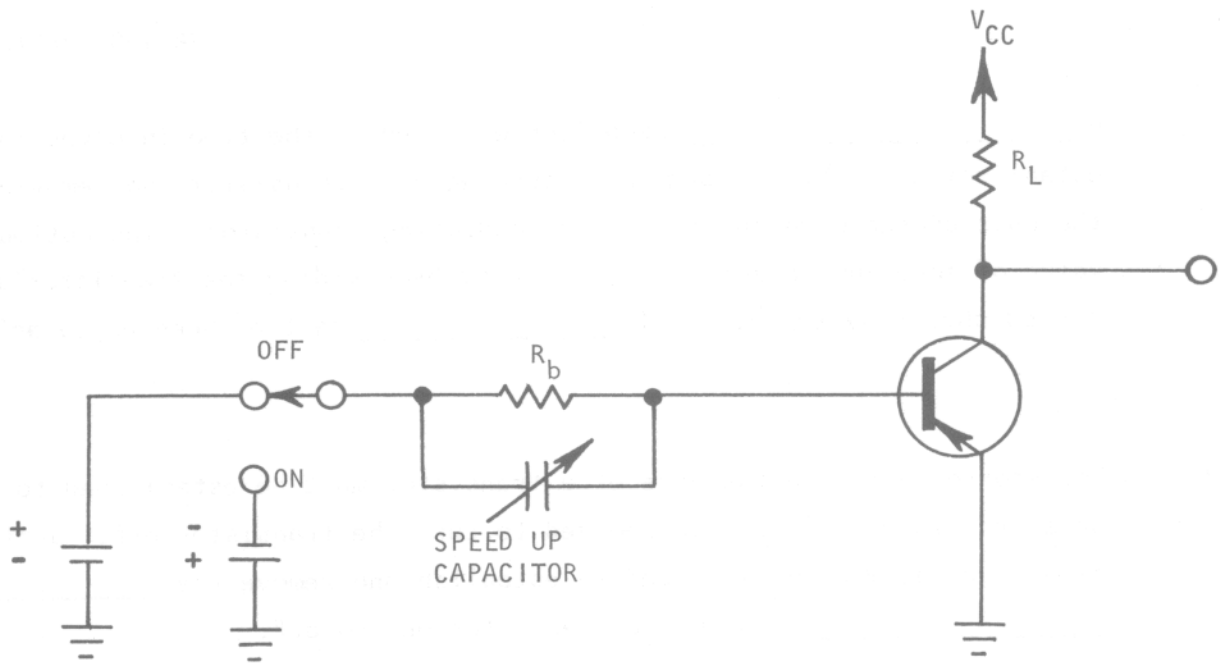 V_CC
R_L
OFF
R_b
ON
+
-
-
+
SPEED UP
CAPACITOR